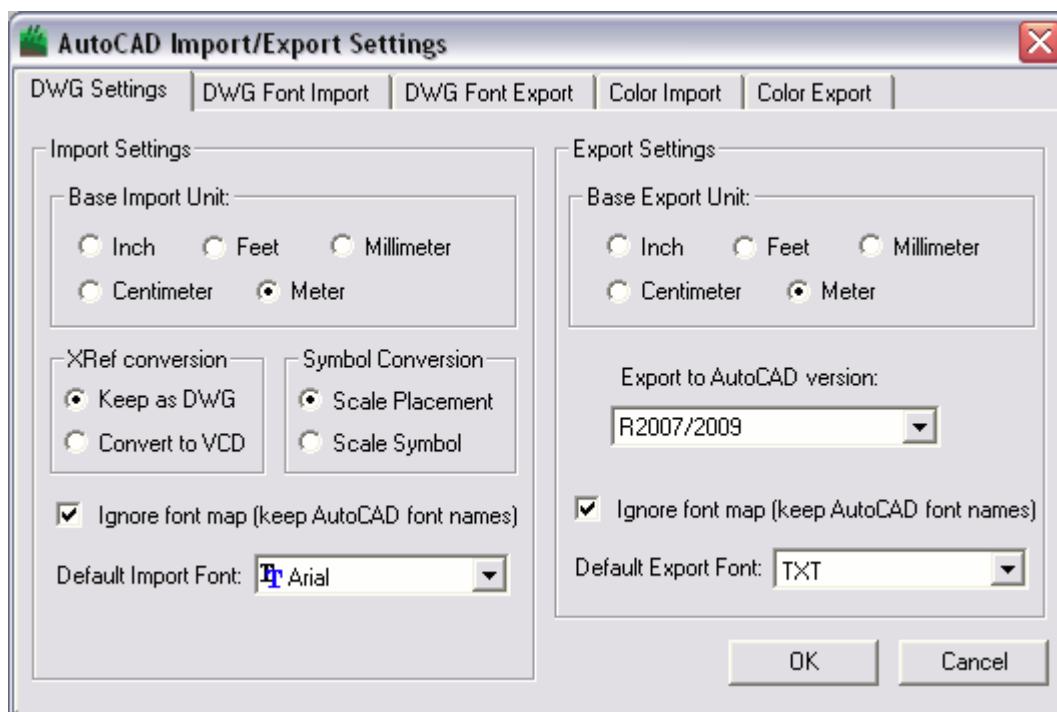 AutoCAD Import/Export Settings
DWG Settings
DWG Font Import
DWG Font Export
Color Import
Color Export
Import Settings
Base Import Unit:
Inch
Feet
Millimeter
Centimeter
Meter
XRef conversion
Keep as DWG
Convert to VCD
Symbol Conversion
Scale Placement
Scale Symbol
Ignore font map (keep AutoCAD font names)
Default Import Font:
Arial
Export Settings
Base Export Unit:
Inch
Feet
Millimeter
Centimeter
Meter
Export to AutoCAD version:
R2007/2009
Ignore font map (keep AutoCAD font names)
Default Export Font:
TXT
OK
Cancel